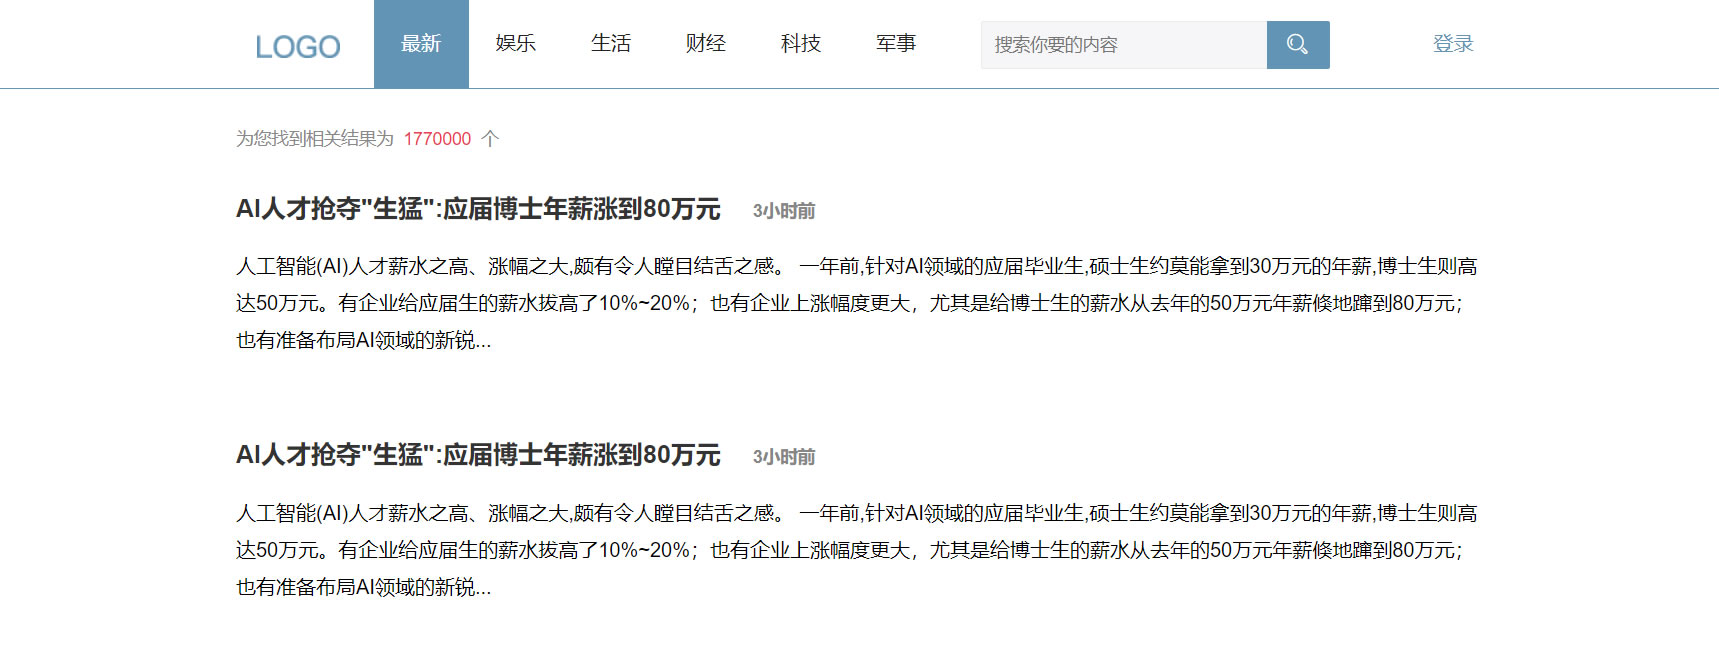 LOGO 最新 娱乐 生活 财经 科技 军事 搜索你要的内容 登录
为您找到相关结果为 1770000 个
AI人才抢夺"生猛":应届博士年薪涨到80万元 3小时前
人工智能(AI)人才薪水之高、涨幅之大,颇有令人瞠目结舌之感。 一年前,针对AI领域的应届毕业生,硕士生约莫能拿到30万元的年薪,博士生则高
达50万元。有企业给应届生的薪水拔高了10%~20%；也有企业上涨幅度更大，尤其是给博士生的薪水从去年的50万元年薪倏地蹿到80万元；
也有准备布局AI领域的新锐...
AI人才抢夺"生猛":应届博士年薪涨到80万元 3小时前
人工智能(AI)人才薪水之高、涨幅之大,颇有令人瞠目结舌之感。 一年前,针对AI领域的应届毕业生,硕士生约莫能拿到30万元的年薪,博士生则高
达50万元。有企业给应届生的薪水拔高了10%~20%；也有企业上涨幅度更大，尤其是给博士生的薪水从去年的50万元年薪倏地蹿到80万元；
也有准备布局AI领域的新锐...